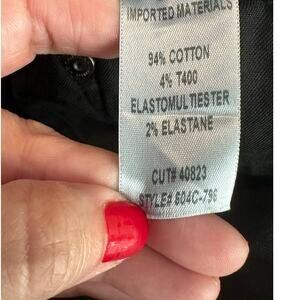 IMPORTED MATERIALS
94% COTTON
4% T400
ELASTOMULTIESTER
2% ELASTANE
CUT# 40823
STYLE# 604C-796